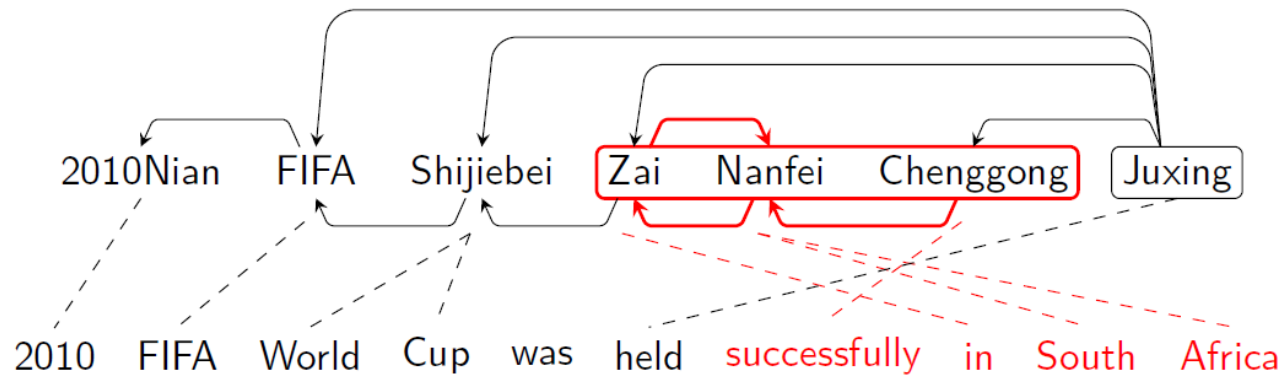 2010Nian FIFA Shijiebei Zai Nanfei Chenggong Juxing
2010 FIFA World Cup was held successfully in South Africa